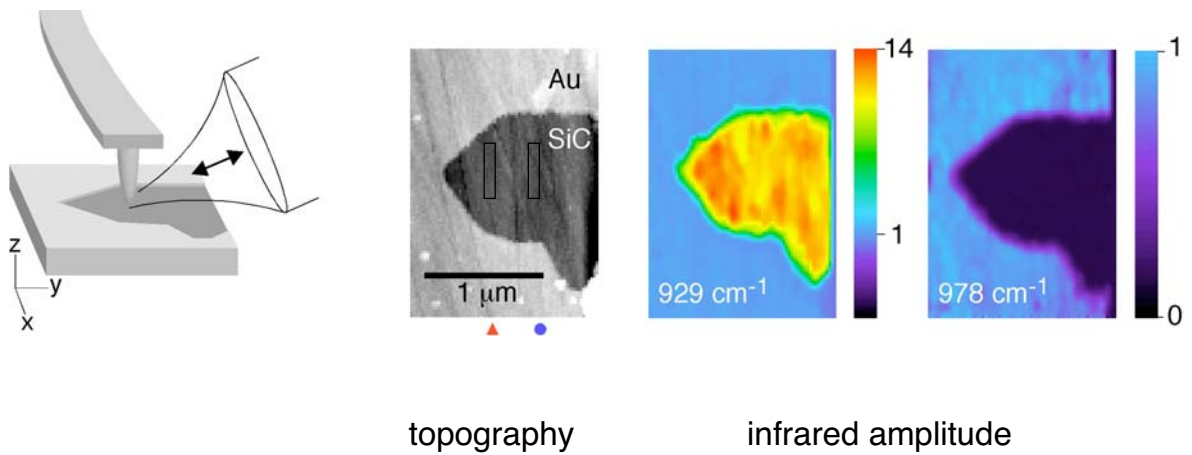 z
y
x
Au
SiC
1 μm
14
1
929 cm-1
1
0
978 cm-1
topography
infrared amplitude